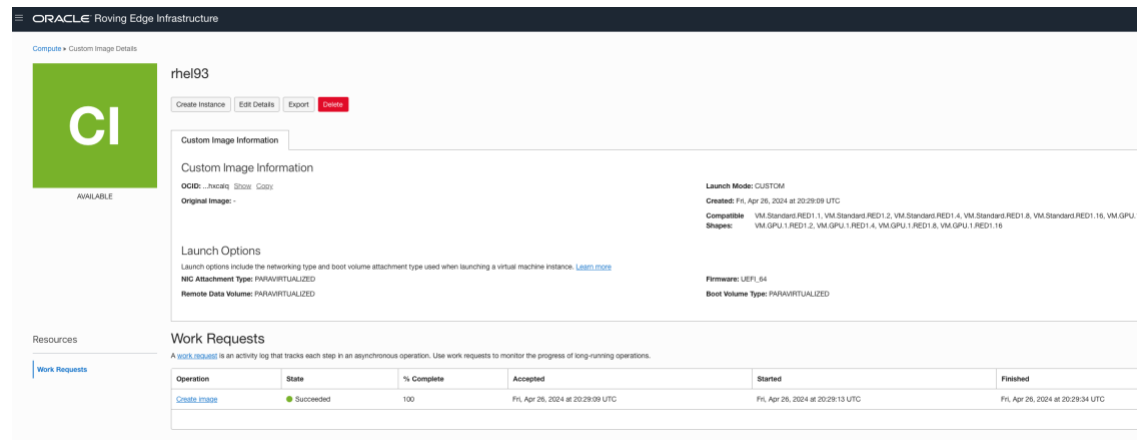 ORACLE Roving Edge Infrastructure
Compute » Custom Image Details
CI
AVAILABLE
rhel93
Create Instance Edit Details Export Delete
Custom Image Information
Custom Image Information
OCID: ...hxcalq Show Copy
Original Image: -
Launch Mode: CUSTOM
Created: Fri, Apr 26, 2024 at 20:29:09 UTC
Compatible Shapes: VM.Standard.RED1.1, VM.Standard.RED1.2, VM.Standard.RED1.4, VM.Standard.RED1.8, VM.Standard.RED1.16, VM.GPU.
VM.GPU.1.RED1.2, VM.GPU.1.RED1.4, VM.GPU.1.RED1.8, VM.GPU.1.RED1.16
Launch Options
Launch options include the networking type and boot volume attachment type used when launching a virtual machine instance. Learn more
NIC Attachment Type: PARAVIRTUALIZED
Remote Data Volume: PARAVIRTUALIZED
Firmware: UEFI_64
Boot Volume Type: PARAVIRTUALIZED
Resources
Work Requests
Work Requests
A work request is an activity log that tracks each step in an asynchronous operation. Use work requests to monitor the progress of long-running operations.
Operation State % Complete Accepted Started Finished
Create image Succeeded 100 Fri, Apr 26, 2024 at 20:29:09 UTC Fri, Apr 26, 2024 at 20:29:13 UTC Fri, Apr 26, 2024 at 20:29:34 UTC